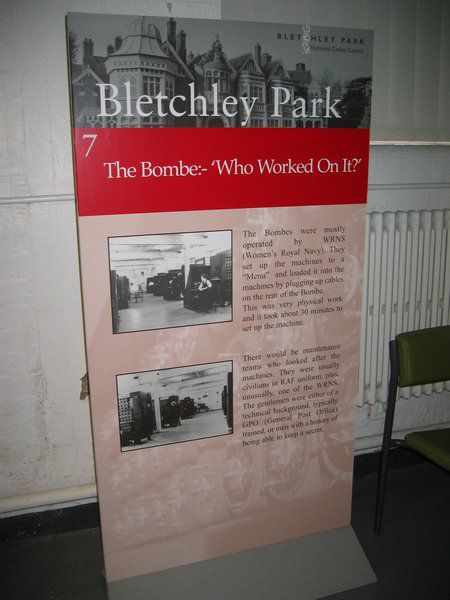 BLETCHLEY PARK
National Codes Centre
Bletchley Park
7
The Bombe:- 'Who Worked On It?'
The Bombes were mostly
operated by WRNS
(Women's Royal Navy). They
set up the machines to a
"Menu" and loaded it into the
machines by plugging up cables
on the rear of the Bombe.
This was very physical work
and it took about 30 minutes to
set up the machine.
There would be maintenance
teams who looked after the
machines. They were usually
civilians in RAF uniform, plus,
unusually, one of the WRNS.
The gentlemen were either of a
technical background, typically
GPO (General Post Office)
trained, or men with a history of
being able to keep a secret.